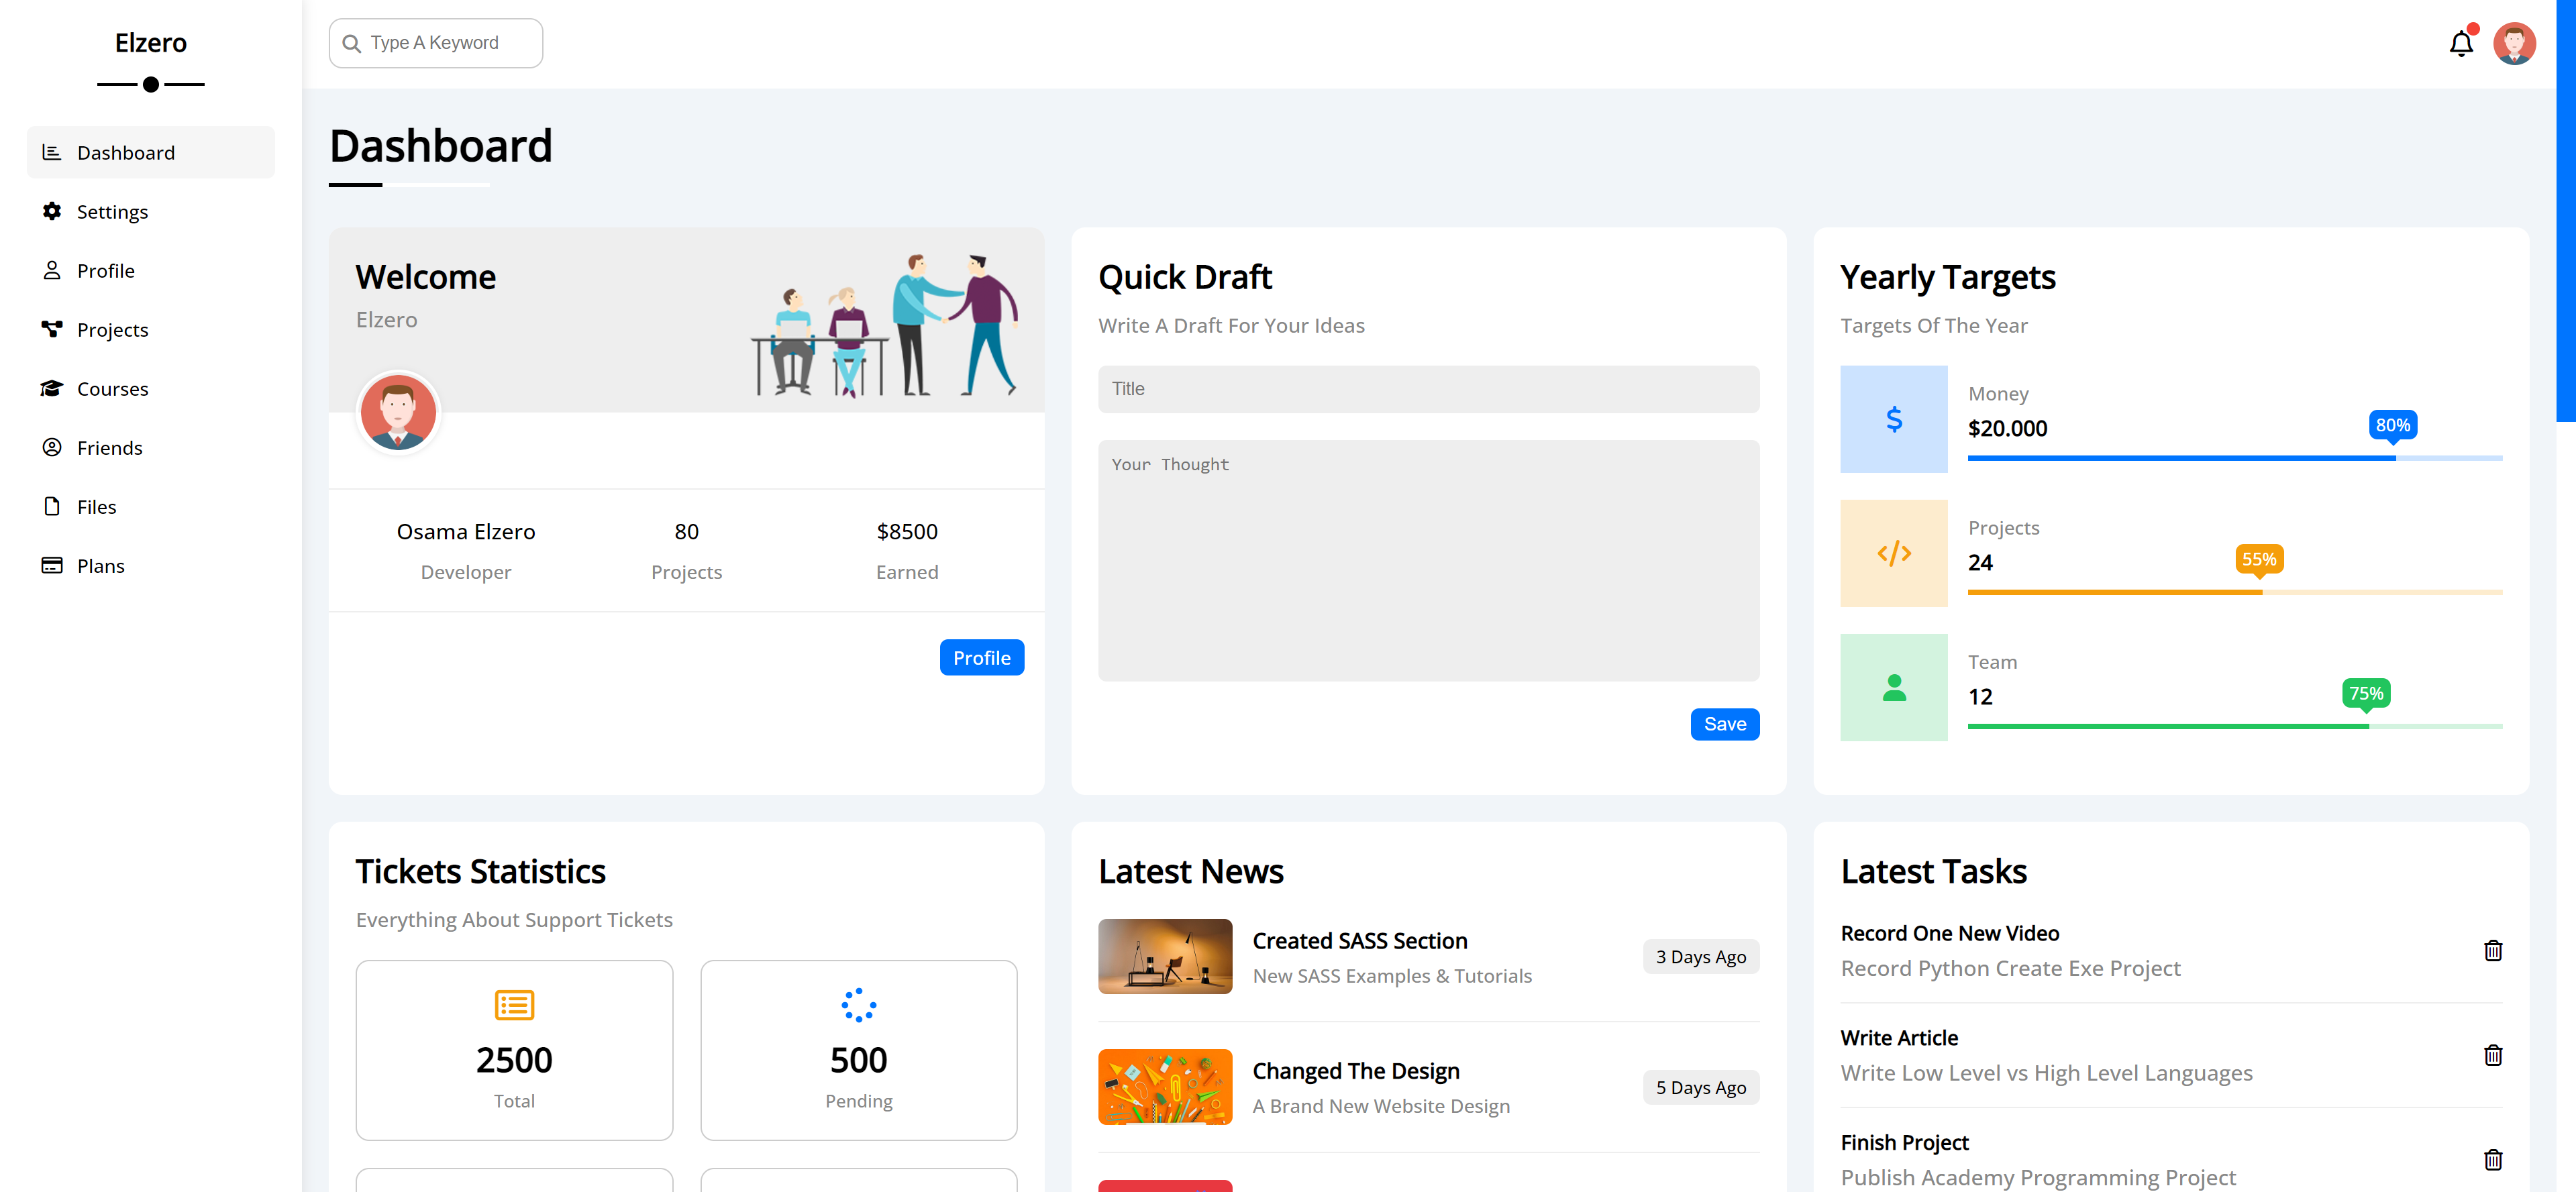 Elzero
Dashboard
Settings
Profile
Projects
Courses
Friends
Files
Plans
Type A Keyword
Dashboard
Welcome
Elzero
Osama Elzero
Developer
80
Projects
$8500
Earned
Profile
Quick Draft
Write A Draft For Your Ideas
Title
Your Thought
Save
Yearly Targets
Targets Of The Year
Money
$20.000
80%
Projects
24
55%
Team
12
75%
Tickets Statistics
Everything About Support Tickets
2500
Total
500
Pending
Latest News
Created SASS Section
New SASS Examples & Tutorials
3 Days Ago
Changed The Design
A Brand New Website Design
5 Days Ago
Latest Tasks
Record One New Video
Record Python Create Exe Project
Write Article
Write Low Level vs High Level Languages
Finish Project
Publish Academy Programming Project